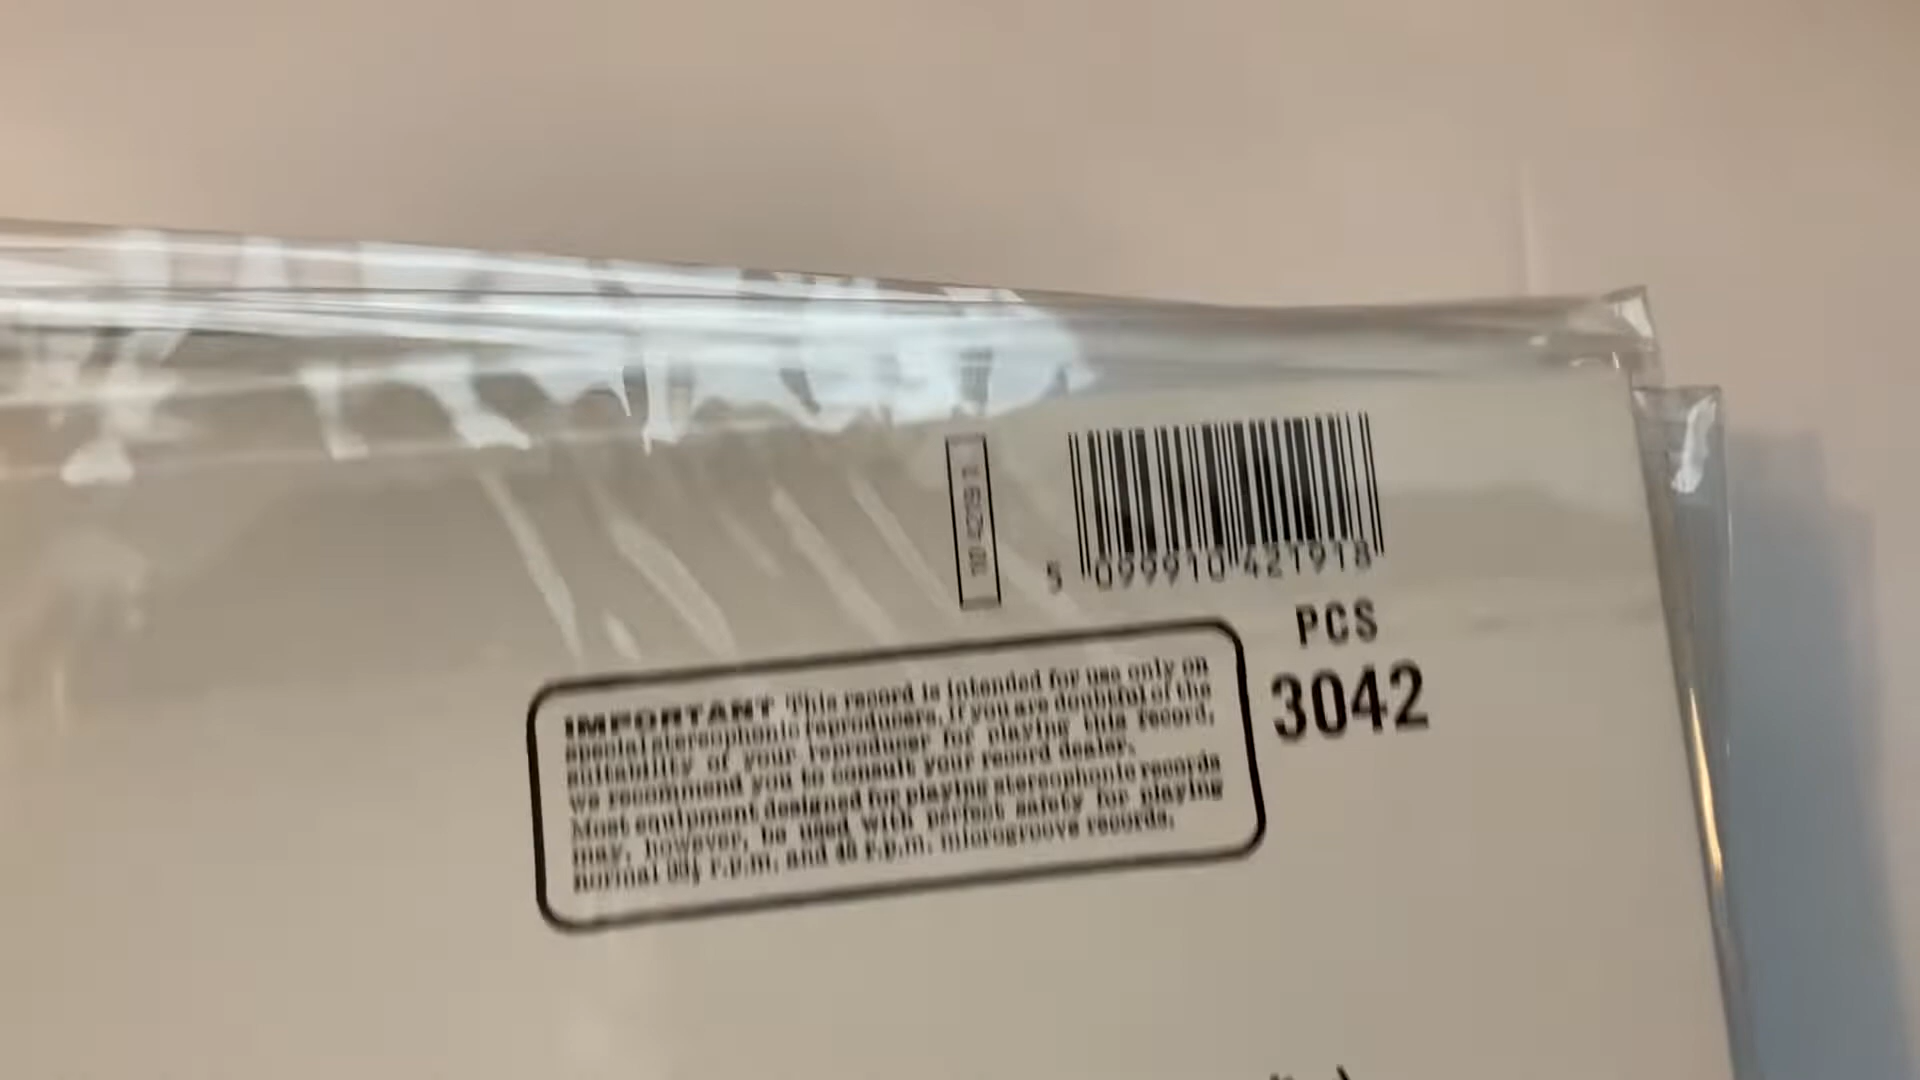 5 099910 421918
PCS
3042
IMPORTANT This record is intended for use only on
special stereophonic reproducers. If you are doubtful of the
suitability of your reproducer for playing this record,
we recommend you to consult your record dealer.
Most equipment designed for playing stereophonic records
may, however, be used with perfect safety for playing
normal 33⅓ r.p.m. and 45 r.p.m. microgroove records.